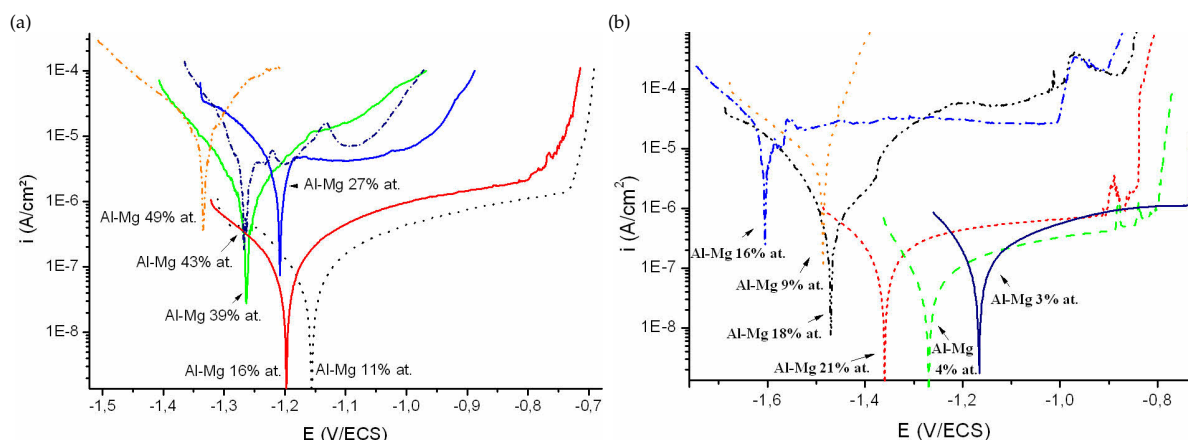 (a)
i (A/cm²)
1E-4
1E-5
1E-6
1E-7
1E-8
Al-Mg 27% at.
Al-Mg 49% at.
Al-Mg 43% at.
Al-Mg 39% at.
Al-Mg 16% at.
Al-Mg 11% at.
-1,5 -1,4 -1,3 -1,2 -1,1 -1,0 -0,9 -0,8 -0,7
E (V/ECS)
(b)
i (A/cm²)
1E-4
1E-5
1E-6
1E-7
1E-8
Al-Mg 16% at.
Al-Mg 9% at.
Al-Mg 3% at.
Al-Mg 18% at.
Al-Mg
4% at.
Al-Mg 21% at.
-1,6 -1,4 -1,2 -1,0 -0,8
E (V/ECS)